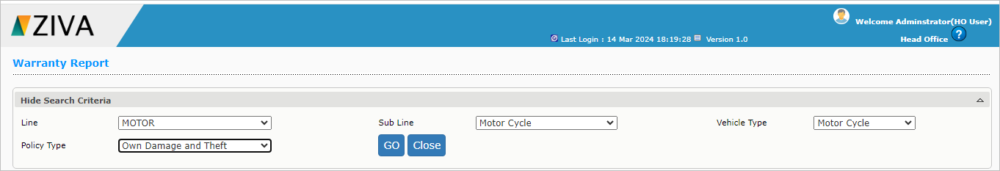 ZIVA
Welcome Adminstrator(HO User)
Last Login : 14 Mar 2024 18:19:28 Version 1.0
Head Office ?
Warranty Report
Hide Search Criteria
Line MOTOR Sub Line Motor Cycle Vehicle Type Motor Cycle
Policy Type Own Damage and Theft GO Close